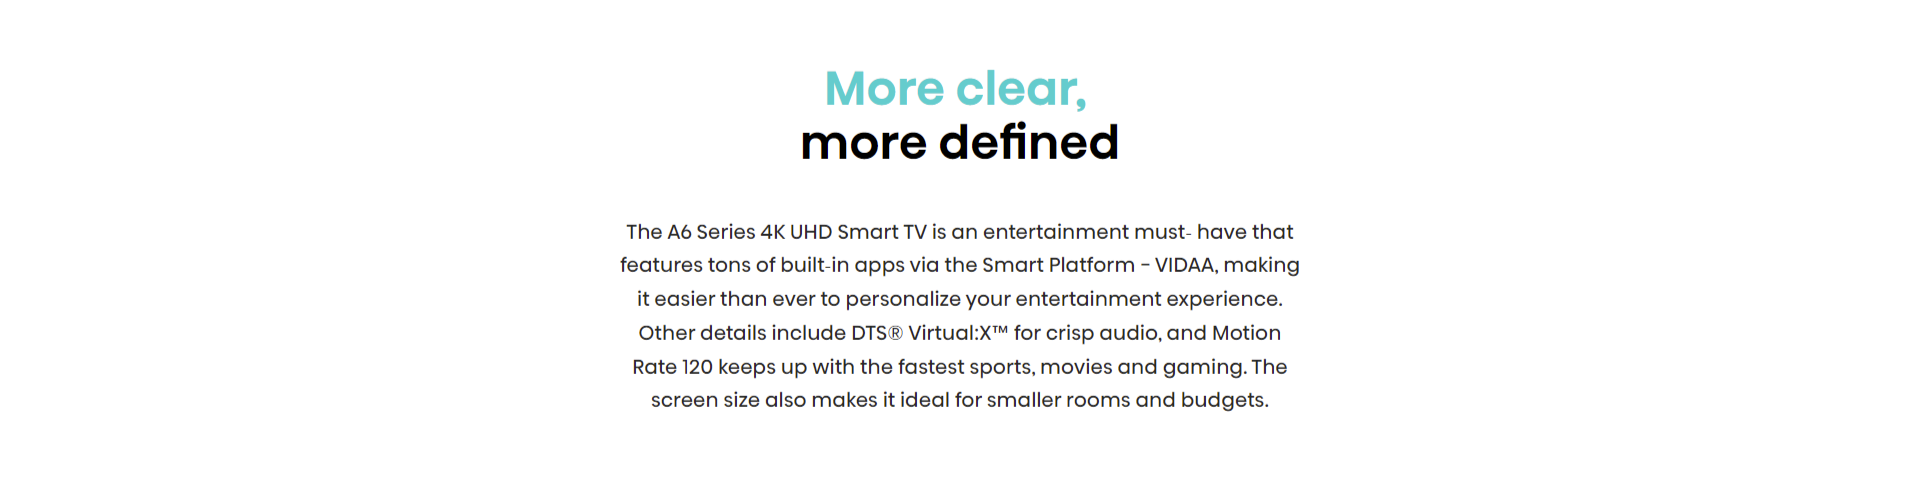 More clear,
more defined
The A6 Series 4K UHD Smart TV is an entertainment must- have that
features tons of built-in apps via the Smart Platform - VIDAA, making
it easier than ever to personalize your entertainment experience.
Other details include DTS® Virtual:X™ for crisp audio, and Motion
Rate 120 keeps up with the fastest sports, movies and gaming. The
screen size also makes it ideal for smaller rooms and budgets.